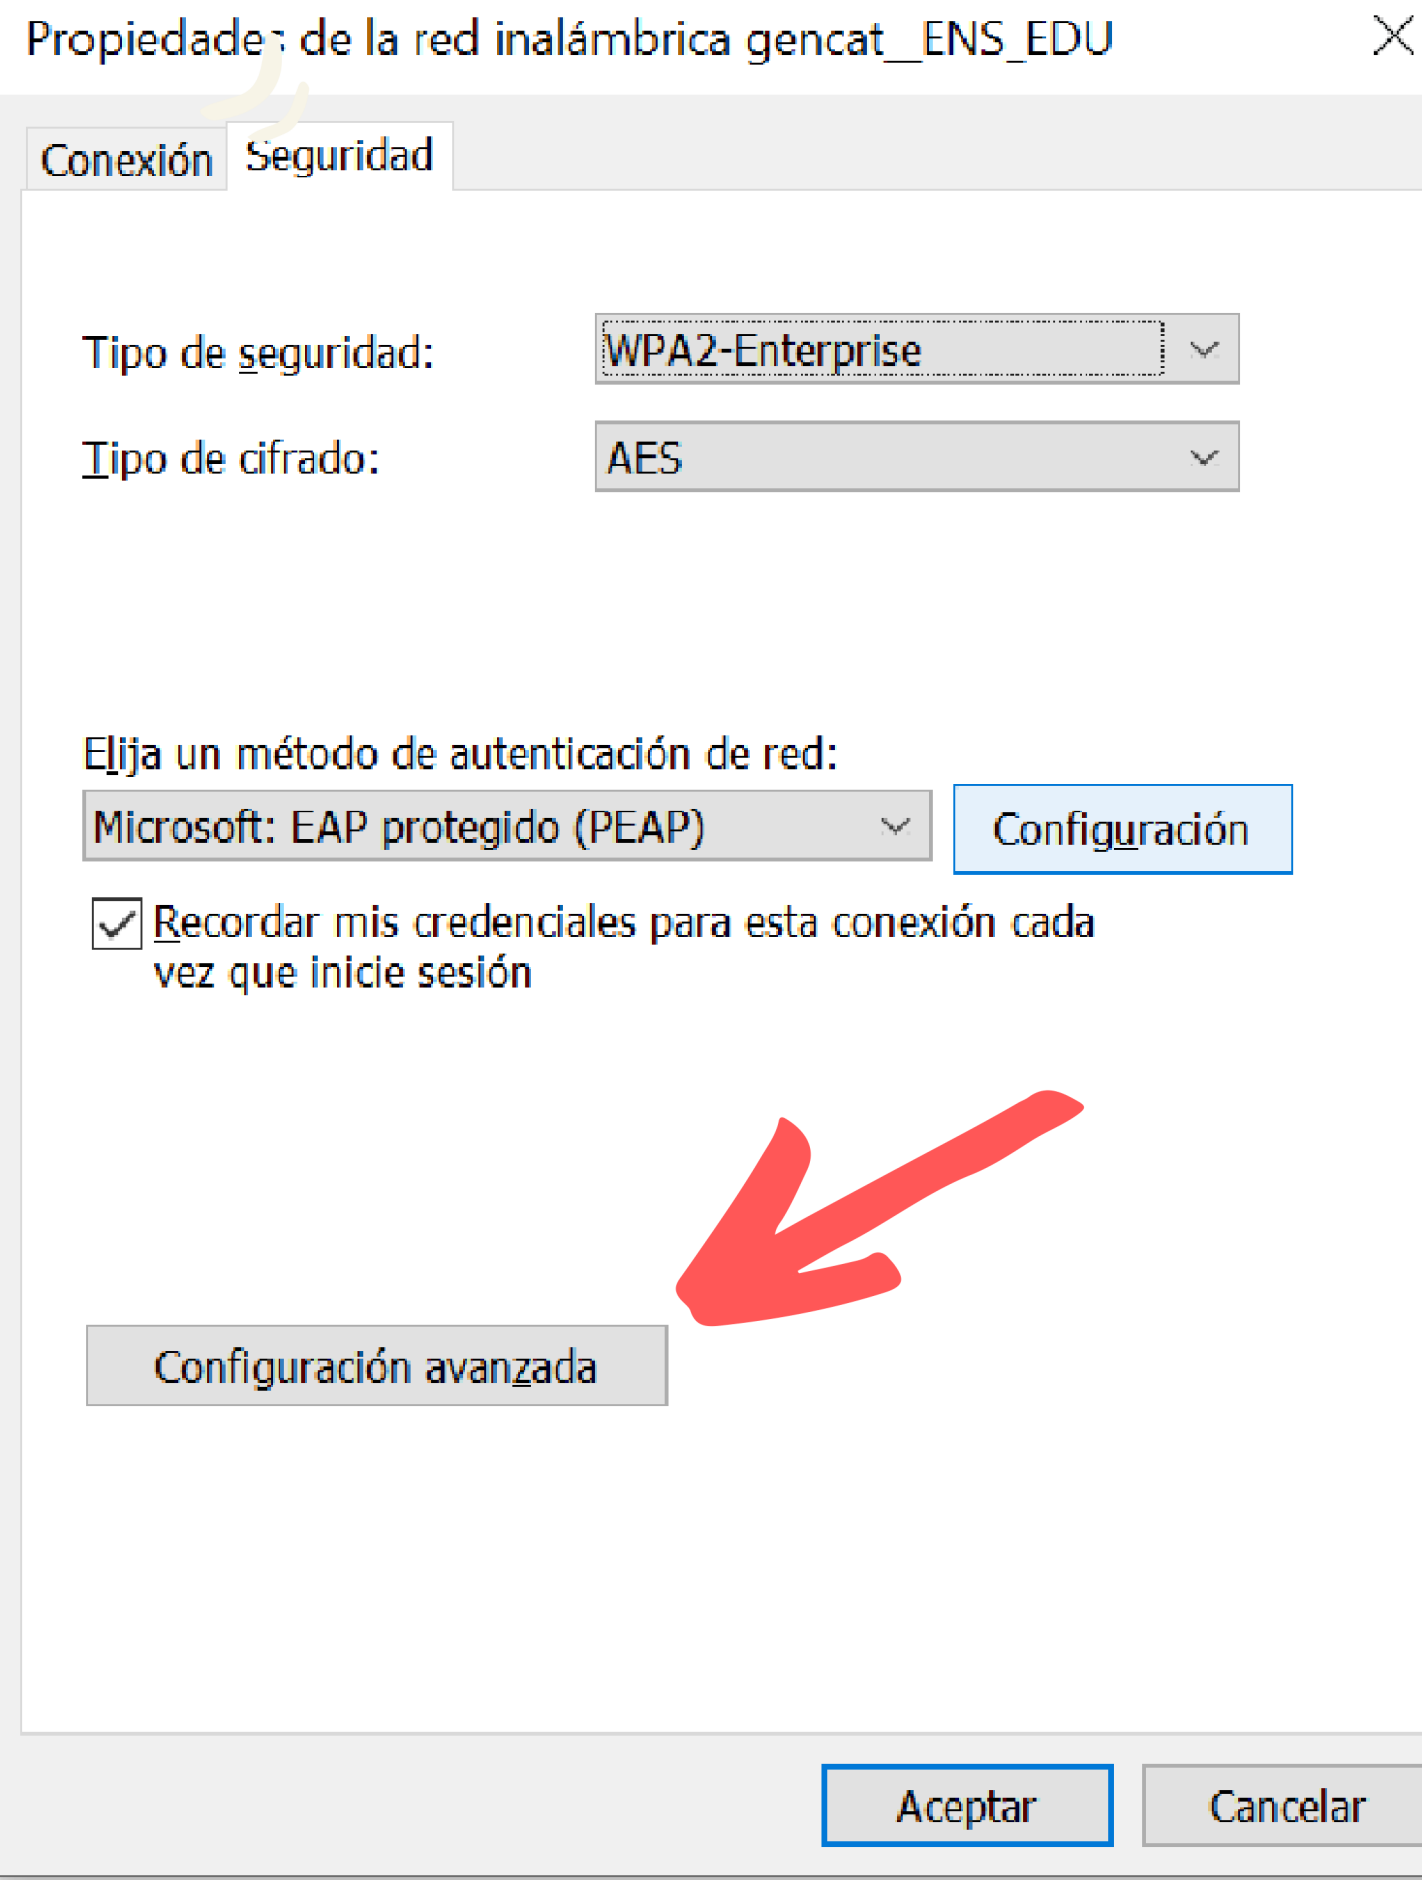 Propiedades de la red inalámbrica gencat_ENS_EDU
Conexión
Seguridad
Tipo de seguridad:
WPA2-Enterprise
Tipo de cifrado:
AES
Elija un método de autenticación de red:
Microsoft: EAP protegido (PEAP)
Configuración
Recordar mis credenciales para esta conexión cada
vez que inicie sesión
Configuración avanzada
Aceptar
Cancelar